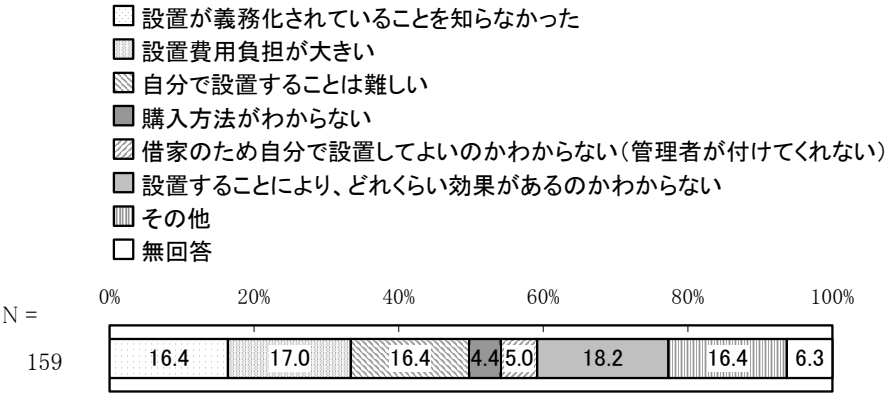 設置が義務化されていることを知らなかった
設置費用負担が大きい
自分で設置することは難しい
購入方法がわからない
借家のため自分で設置してよいのかわからない（管理者が付けてくれない）
設置することにより、どれくらい効果があるのかわからない
その他
無回答
0% 20% 40% 60% 80% 100%
N =
159 16.4 17.0 16.4 4.4 5.0 18.2 16.4 6.3